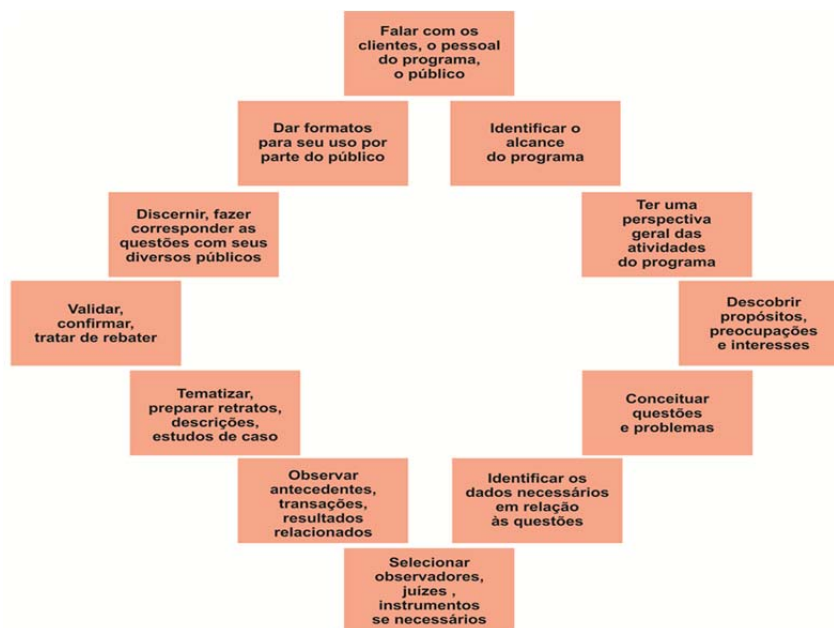 Falar com os
clientes, o pessoal
do programa,
o público
Dar formatos
para seu uso por
parte do público
Identificar o
alcance
do programa
Discernir, fazer
corresponder as
questões com seus
diversos públicos
Ter uma
perspectiva
geral das
atividades
do programa
Validar,
confirmar,
tratar de rebater
Descobrir
propósitos,
preocupações
e interesses
Tematizar,
preparar retratos,
descrições,
estudos de caso
Conceituar
questões
e problemas
Observar
antecedentes,
transações,
resultados
relacionados
Identificar os
dados necessários
em relação
às questões
Selecionar
observadores,
juízes ,
instrumentos
se necessários